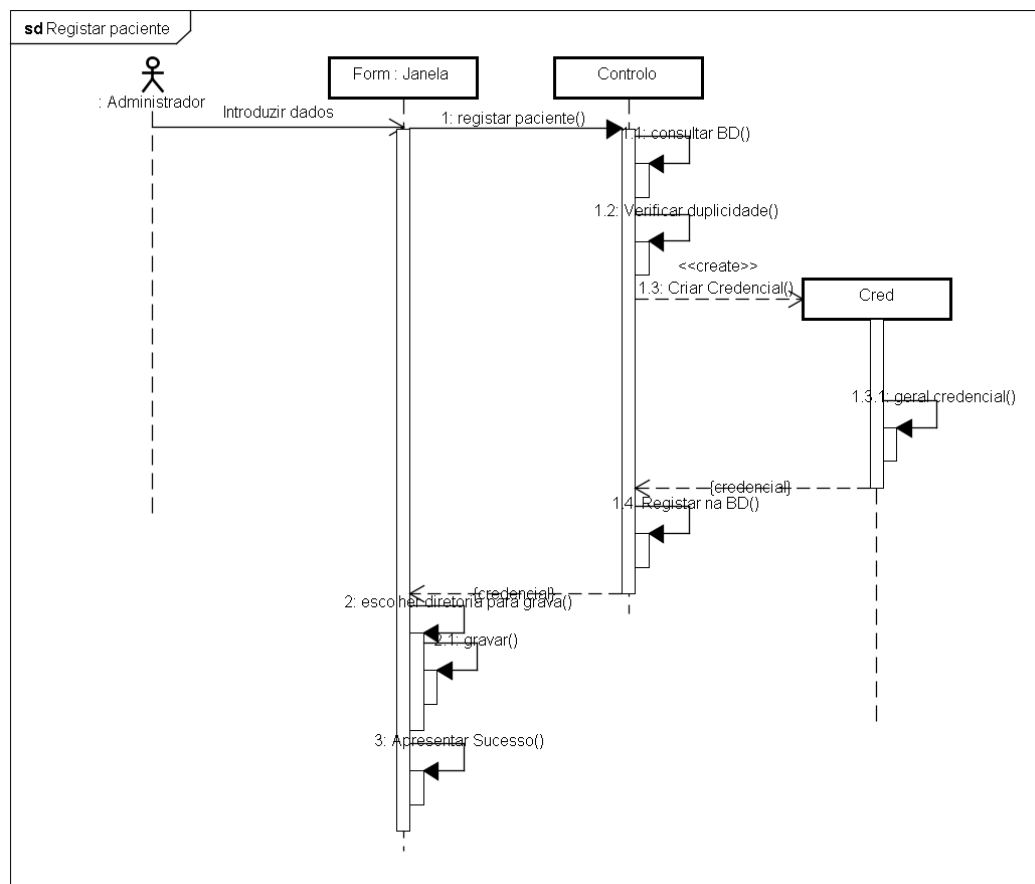 sd Registar paciente
Form : Janela
Controlo
: Administrador
Introduzir dados
1: registar paciente()
1.1: consultar BD()
1.2: Verificar duplicidade()
<<create>>
1.3: Criar Credencial()
Cred
1.3.1: geral credencial()
{credencial}
1.4: Registar na BD()
{credencial}
2: escolher diretoria para grava()
2.1: gravar()
3: Apresentar Sucesso()